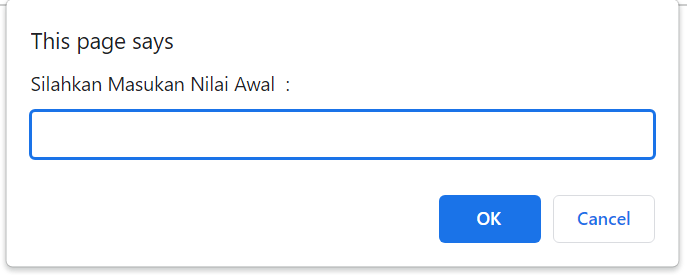 This page says
Silahkan Masukan Nilai Awal :
OK
Cancel